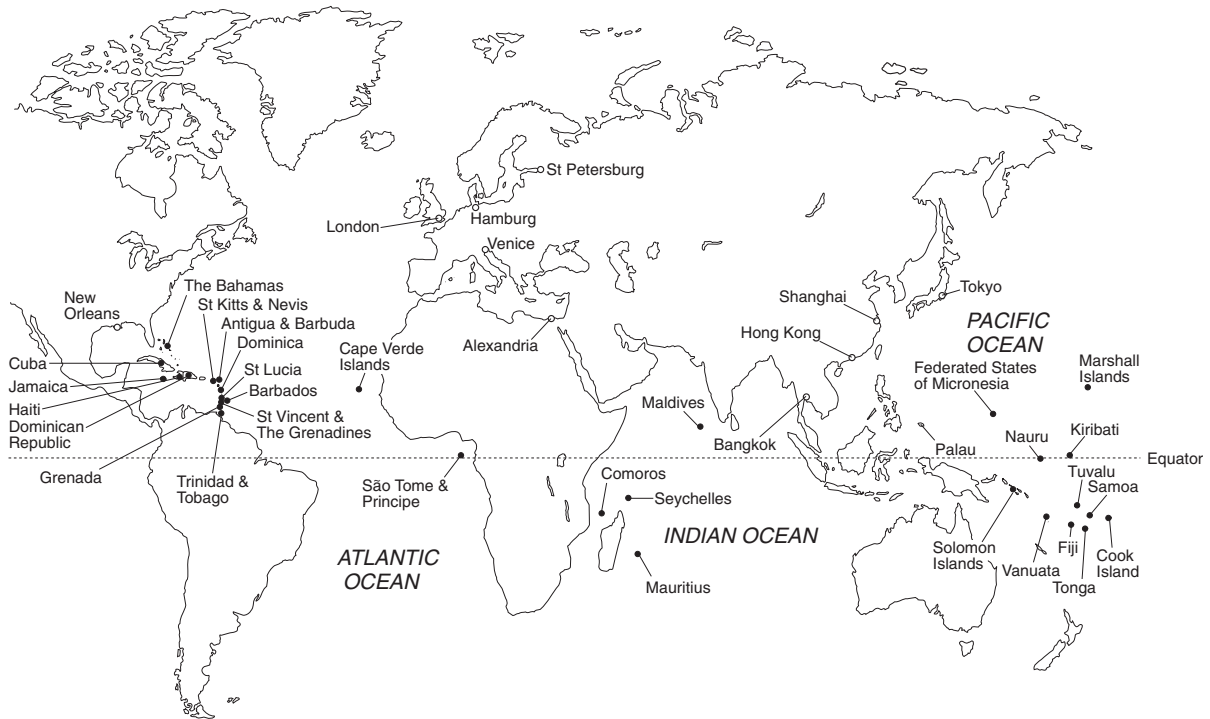 St Petersburg
London
Hamburg
Venice
The Bahamas
New
Orleans
St Kitts & Nevis
Antigua & Barbuda
Dominica
Shanghai
Tokyo
PACIFIC
OCEAN
Hong Kong
Alexandria
Cape Verde
Islands
Cuba
St Lucia
Jamaica
Barbados
Federated States
of Micronesia
Marshall
Islands
Haiti
Dominican
Republic
St Vincent &
The Grenadines
Maldives
Bangkok
Palau
Nauru
Kiribati
Equator
Grenada
Trinidad &
Tobago
São Tome &
Principe
Comoros
Seychelles
Tuvalu
Samoa
INDIAN OCEAN
ATLANTIC
OCEAN
Solomon
Islands
Vanuata
Fiji
Tonga
Cook
Island
Mauritius